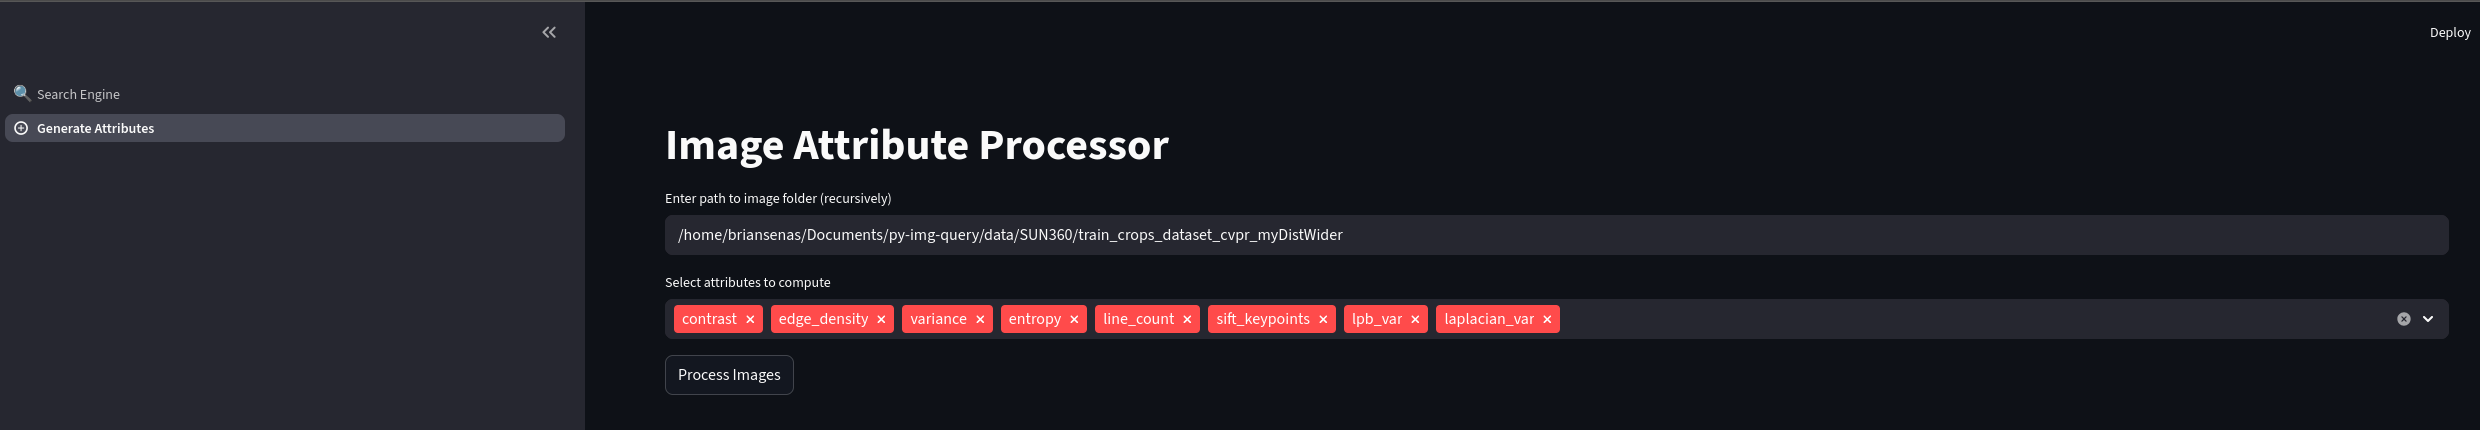 Deploy
Search Engine
Generate Attributes
Image Attribute Processor
Enter path to image folder (recursively)
/home/briansenas/Documents/py-img-query/data/SUN360/train_crops_dataset_cvpr_myDistWider
Select attributes to compute
contrast edge_density variance entropy line_count sift_keypoints lpb_var laplacian_var
Process Images